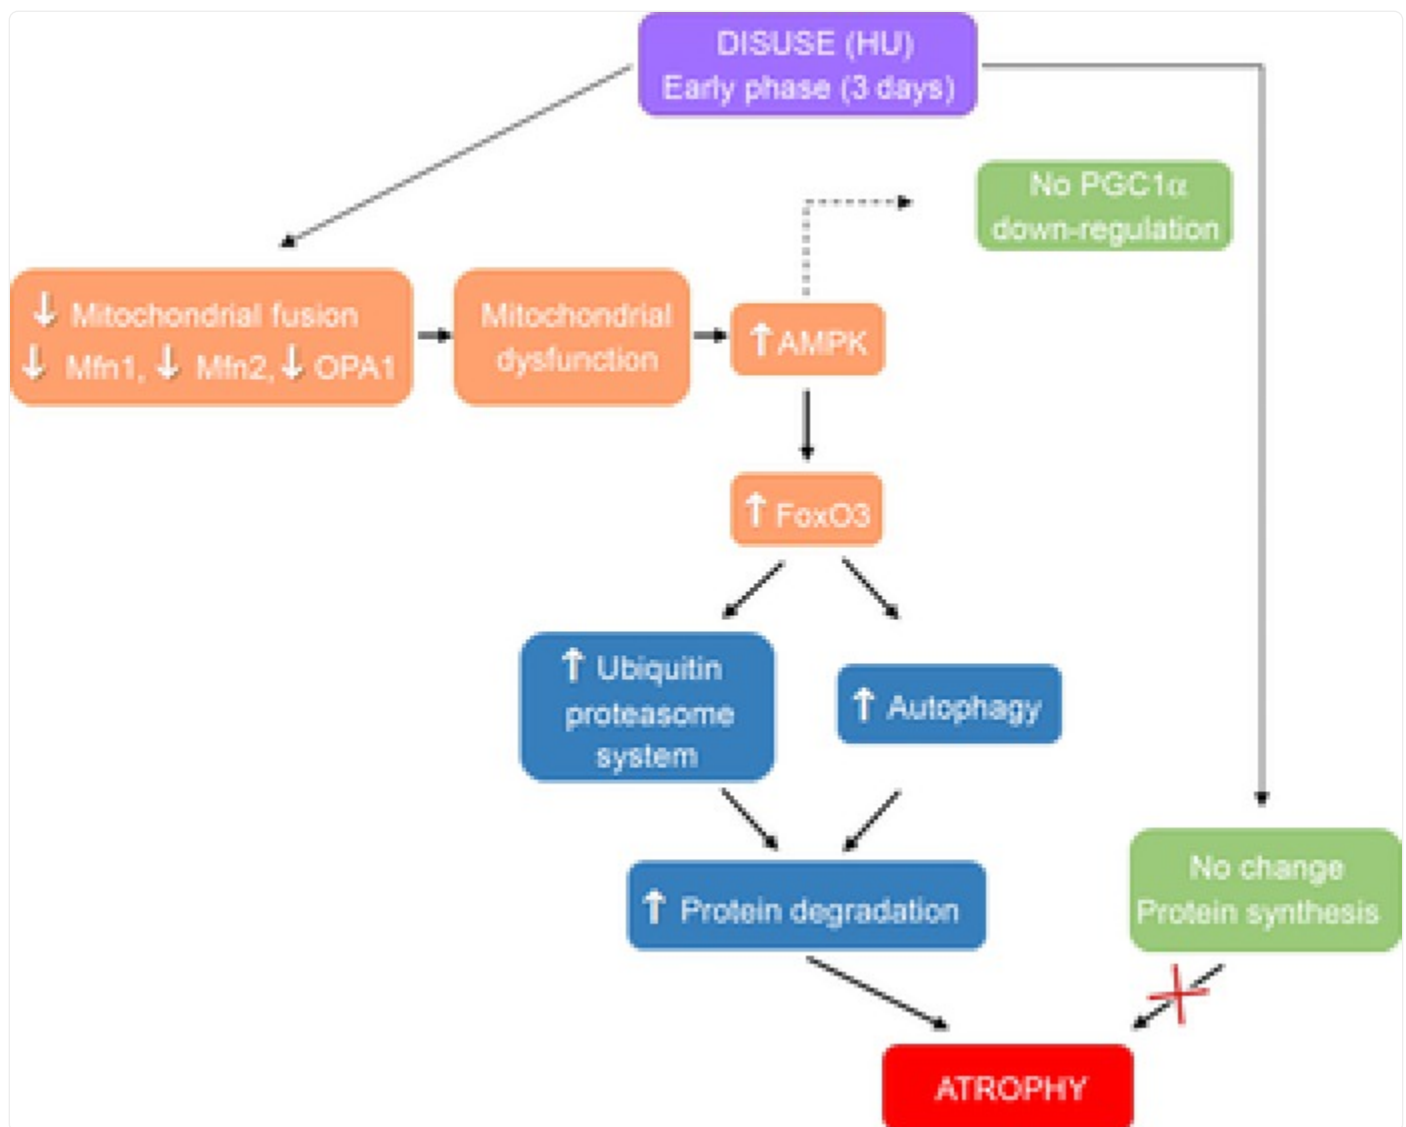 DISUSE (HU)
Early phase (3 days)
No PGC1α
down-regulation
↓ Mitochondrial fusion
↓ Mfn1, ↓ Mfn2, ↓ OPA1
Mitochondrial
dysfunction
↑ AMPK
↑ FoxO3
↑ Ubiquitin
proteasome
system
↑ Autophagy
↑ Protein degradation
No change
Protein synthesis
ATROPHY